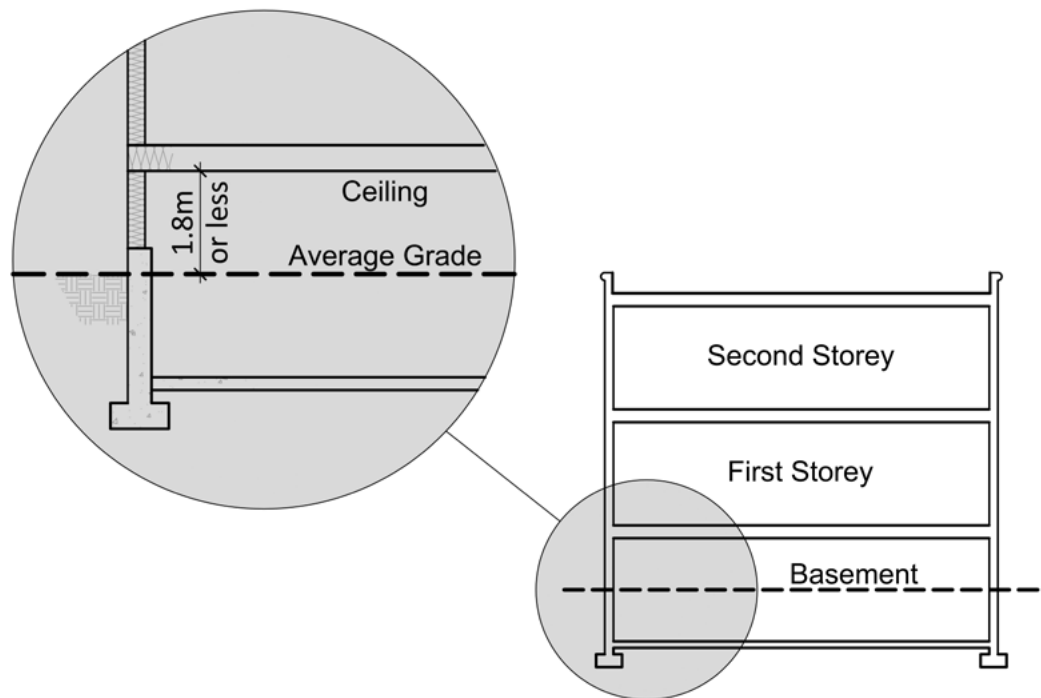 Ceiling
1.8m
or less
Average Grade
Second Storey
First Storey
Basement